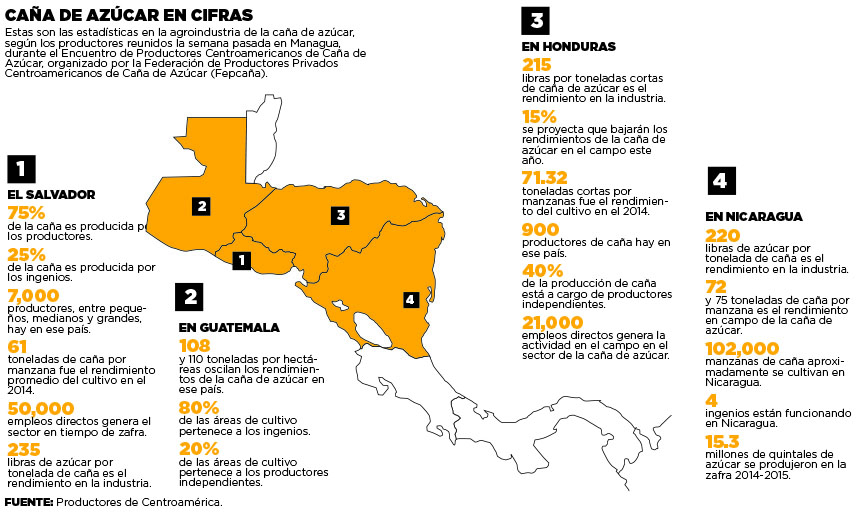 CAÑA DE AZÚCAR EN CIFRAS
Estas son las estadísticas en la agroindustria de la caña de azúcar,
según los productores reunidos la semana pasada en Managua,
durante el Encuentro de Productores Centroamericanos de Caña de
Azúcar, organizado por la Federación de Productores Privados
Centroamericanos de Caña de Azúcar (Fepcaña).
1
EL SALVADOR
75%
de la caña es producida po
los productores.
25%
de la caña es producida por
los ingenios.
7,000
productores, entre peque-
ños, medianos y grandes,
hay en ese país.
61
toneladas de caña por
manzana fue el rendimiento
promedio del cultivo en el
2014.
50,000
empleos directos genera el
sector en tiempo de zafra.
235
libras de azúcar por
tonelada de caña es el
rendimiento en la industria.
2
EN GUATEMALA
108
y 110 toneladas por hectá-
reas oscilan los rendimien-
tos de la caña de azúcar en
ese país.
80%
de las áreas de cultivo
pertenece a los ingenios.
20%
de las áreas de cultivo
pertenece a los productores
independientes.
3
EN HONDURAS
215
libras por toneladas cortas
de caña de azúcar es el
rendimiento en la industria.
15%
se proyecta que bajarán los
rendimientos de la caña de
azúcar en el campo este
año.
71.32
toneladas cortas por
manzanas fue el rendimien-
to del cultivo en el 2014.
900
productores de caña hay en
ese país.
40%
de la producción de caña
está a cargo de productores
independientes.
21,000
empleos directos genera la
actividad en el campo en el
sector de la caña de azúcar.
4
EN NICARAGUA
220
libras de azúcar por
tonelada de caña es el
rendimiento en la industria.
72
y 75 toneladas de caña por
manzana es el rendimiento
en campo de la caña de
azúcar.
102,000
manzanas de caña aproxi-
madamente se cultivan en
Nicaragua.
4
ingenios están funcionando
en Nicaragua.
15.3
millones de quintales de
azúcar se produjeron en la
zafra 2014-2015.
2
3
1
4
FUENTE: Productores de Centroamérica.